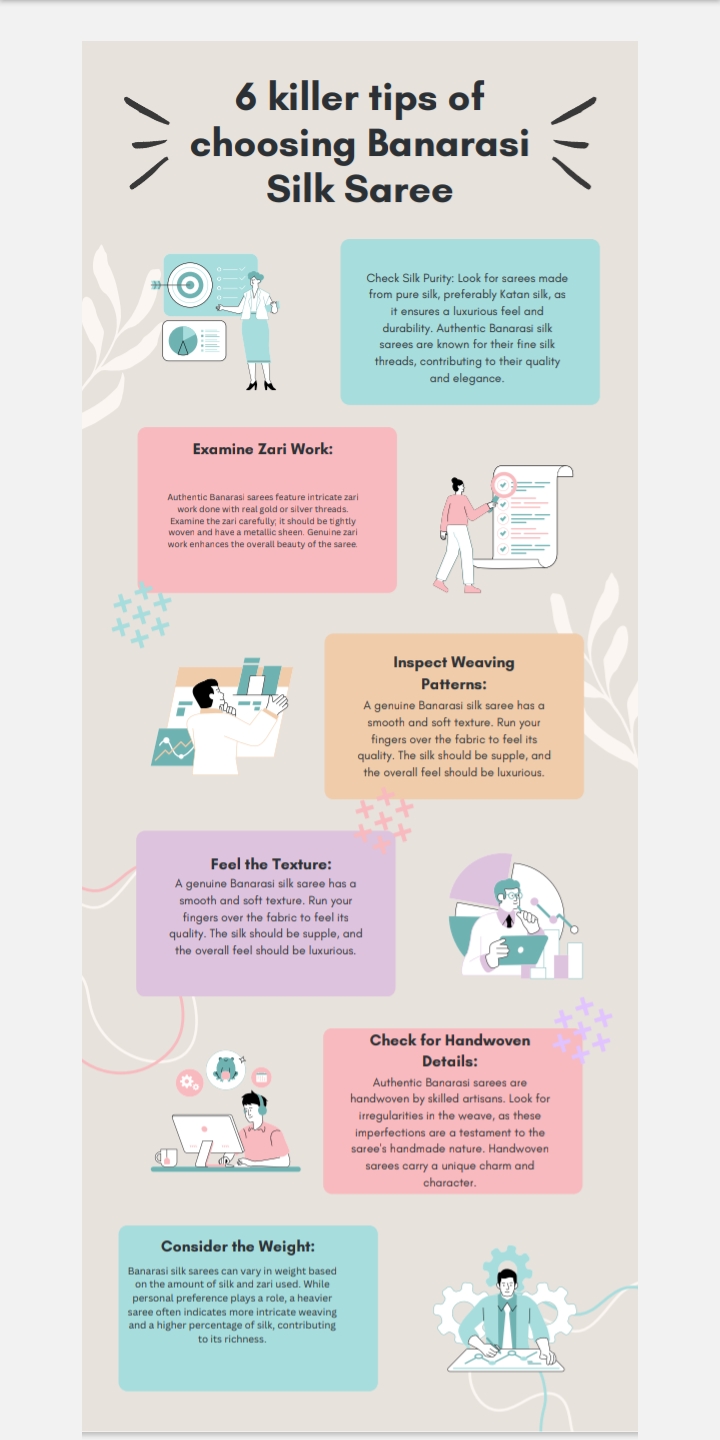 6 killer tips of
choosing Banarasi
Silk Saree
Check Silk Purity: Look for sarees made
from pure silk, preferably Katan silk, as
it ensures a luxurious feel and
durability. Authentic Banarasi silk
sarees are known for their fine silk
threads, contributing to their quality
and elegance.
Examine Zari Work:
Authentic Banarasi sarees feature intricate zari
work done with real gold or silver threads.
Examine the zari carefully; it should be tightly
woven and have a metallic sheen. Genuine zari
work enhances the overall beauty of the saree.
Inspect Weaving
Patterns:
A genuine Banarasi silk saree has a
smooth and soft texture. Run your
fingers over the fabric to feel its
quality. The silk should be supple, and
the overall feel should be luxurious.
Feel the Texture:
A genuine Banarasi silk saree has a
smooth and soft texture. Run your
fingers over the fabric to feel its
quality. The silk should be supple, and
the overall feel should be luxurious.
Check for Handwoven
Details:
Authentic Banarasi sarees are
handwoven by skilled artisans. Look for
irregularities in the weave, as these
imperfections are a testament to the
saree's handmade nature. Handwoven
sarees carry a unique charm and
character.
Consider the Weight:
Banarasi silk sarees can vary in weight based
on the amount of silk and zari used. While
personal preference plays a role, a heavier
saree often indicates more intricate weaving
and a higher percentage of silk, contributing
to its richness.